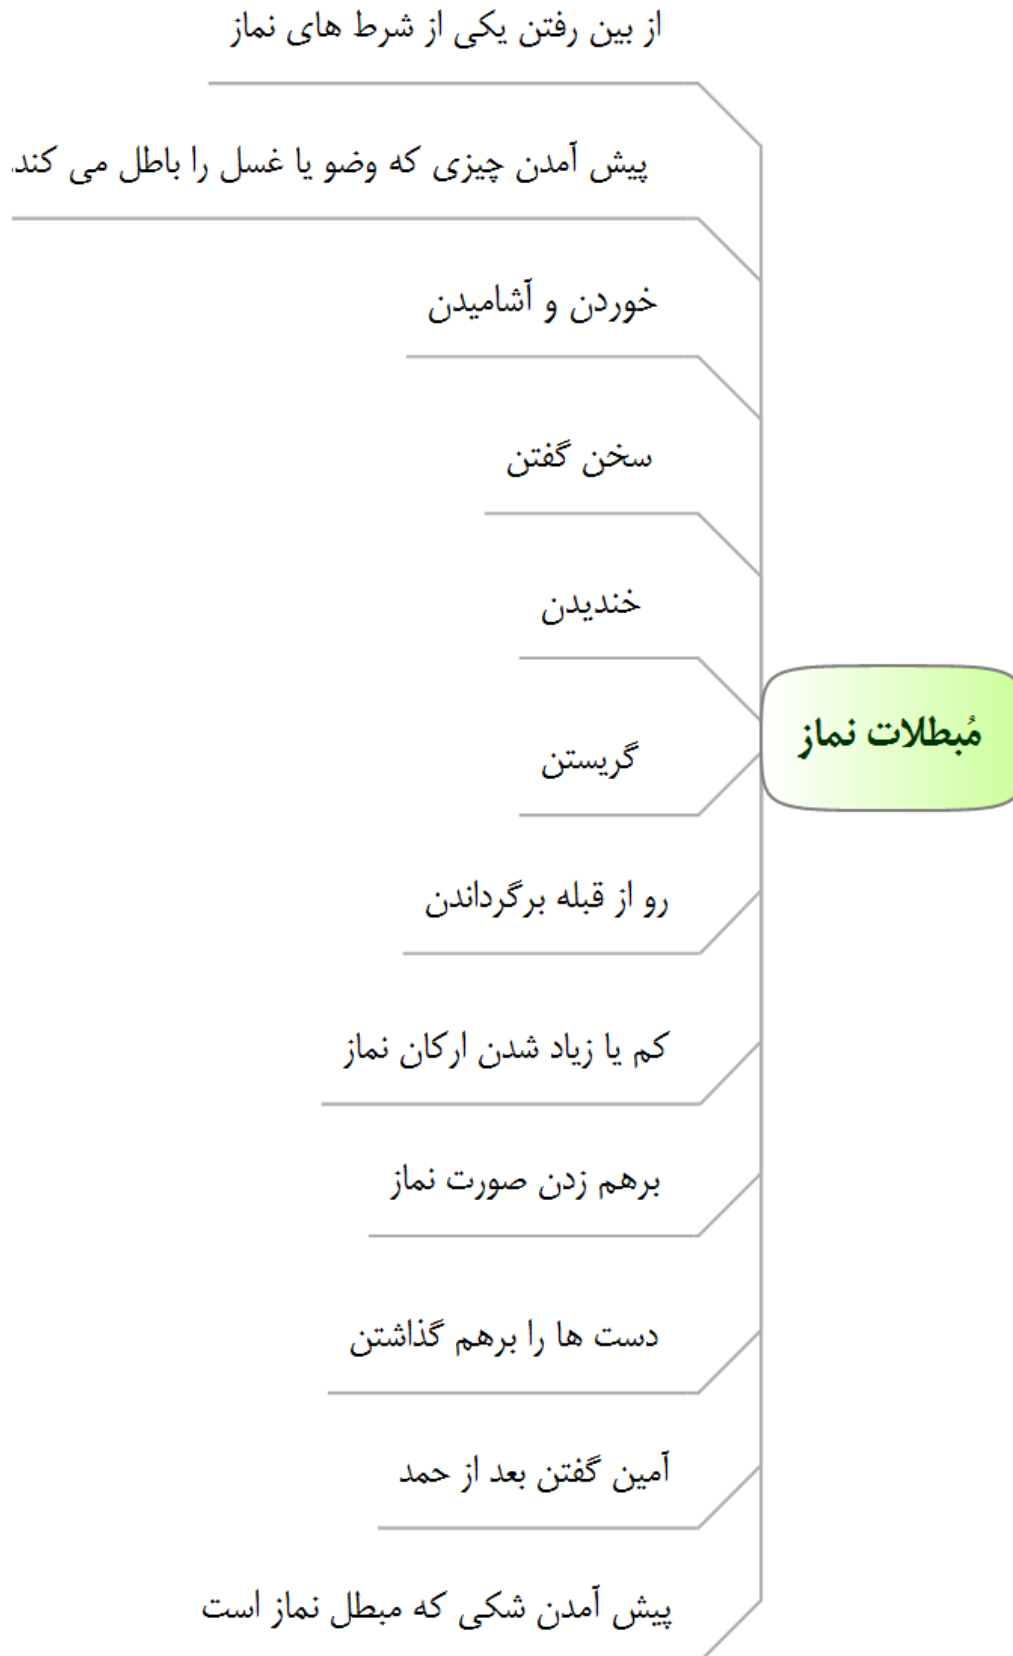 مُبطلات نماز
از بین رفتن یکی از شرط های نماز
پیش آمدن چیزی که وضو یا غسل را باطل می کند.
خوردن و آشامیدن
سخن گفتن
خندیدن
گریستن
رو از قبله برگرداندن
کم یا زیاد شدن ارکان نماز
برهم زدن صورت نماز
دست ها را برهم گذاشتن
آمین گفتن بعد از حمد
پیش آمدن شکی که مبطل نماز است